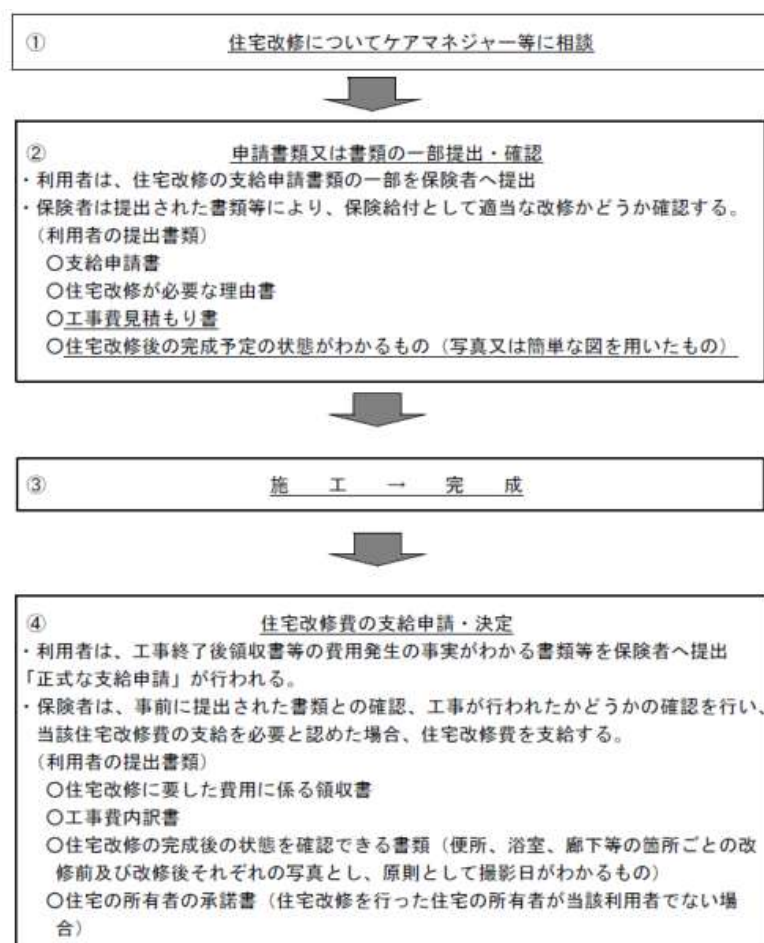 ① 住宅改修についてケアマネジャー等に相談
② 申請書類又は書類の一部提出・確認
・利用者は、住宅改修の支給申請書類の一部を保険者へ提出
・保険者は提出された書類等により、保険給付として適当な改修かどうか確認する。
（利用者の提出書類）
○支給申請書
○住宅改修が必要な理由書
○工事費見積もり書
○住宅改修後の完成予定の状態がわかるもの（写真又は簡単な図を用いたもの）
③ 施 工 → 完 成
④ 住宅改修費の支給申請・決定
・利用者は、工事終了後領収書等の費用発生の事実がわかる書類等を保険者へ提出
「正式な支給申請」が行われる。
・保険者は、事前に提出された書類との確認、工事が行われたかどうかの確認を行い、
当該住宅改修費の支給を必要と認めた場合、住宅改修費を支給する。
（利用者の提出書類）
○住宅改修に要した費用に係る領収書
○工事費内訳書
○住宅改修の完成後の状態を確認できる書類（便所、浴室、廊下等の箇所ごとの改
修前及び改修後それぞれの写真とし、原則として撮影日がわかるもの）
○住宅の所有者の承諾書（住宅改修を行った住宅の所有者が当該利用者でない場
合）